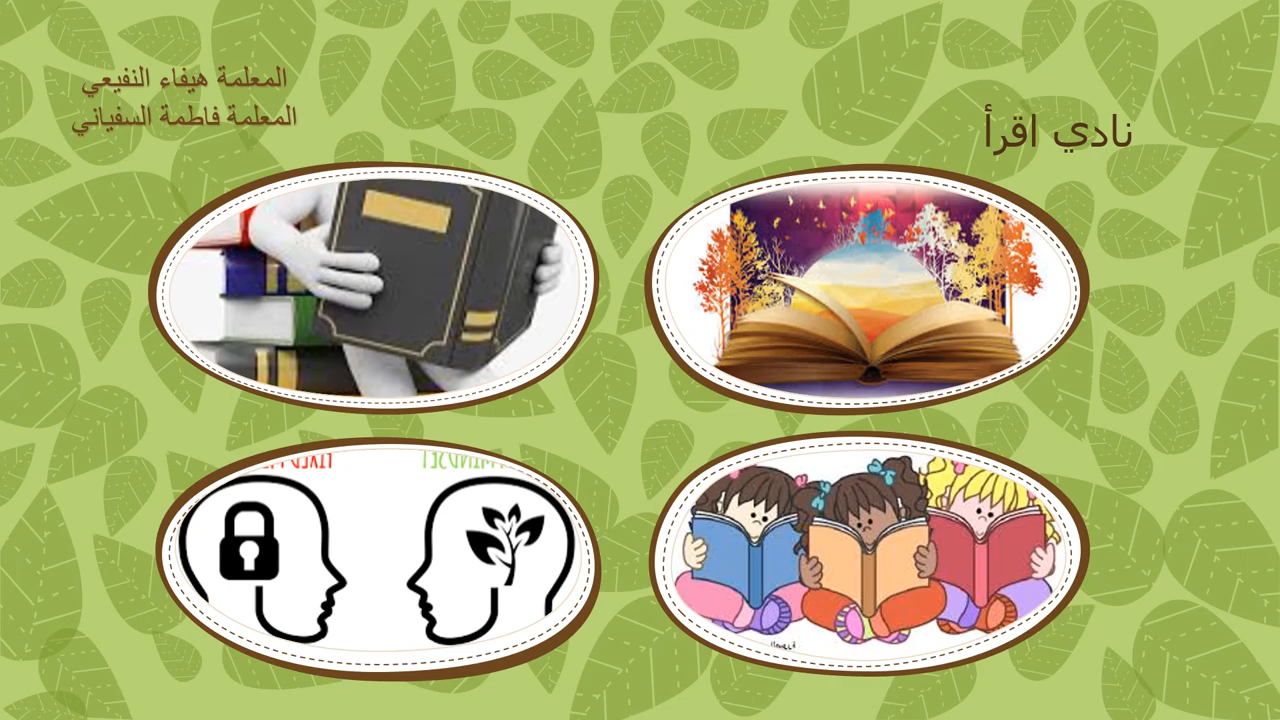 نادي اقرأ
المعلمة هيفاء النفيعي
المعلمة فاطمة السفياني